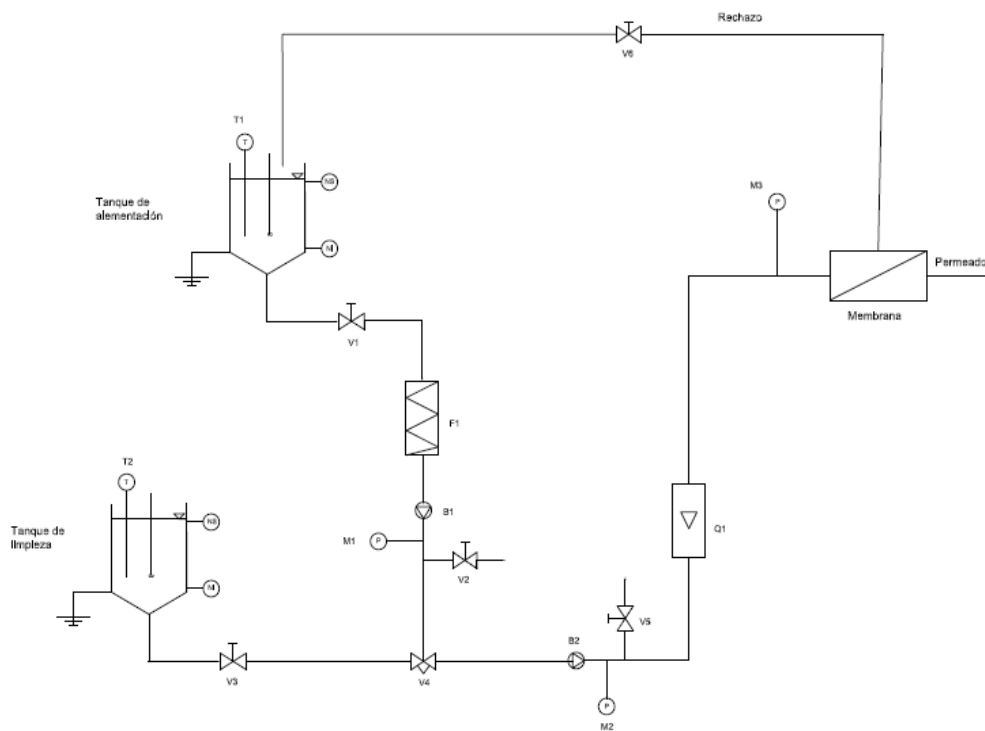 Rechazo
V6
T1
T
NS
M3
P
Tanque de
alementación
NI
Permeado
Membrana
V1
F1
T2
T
Tanque de
limpleza
NS
B1
Q1
M1
P
V2
NI
V5
B2
V3
V4
P
M2